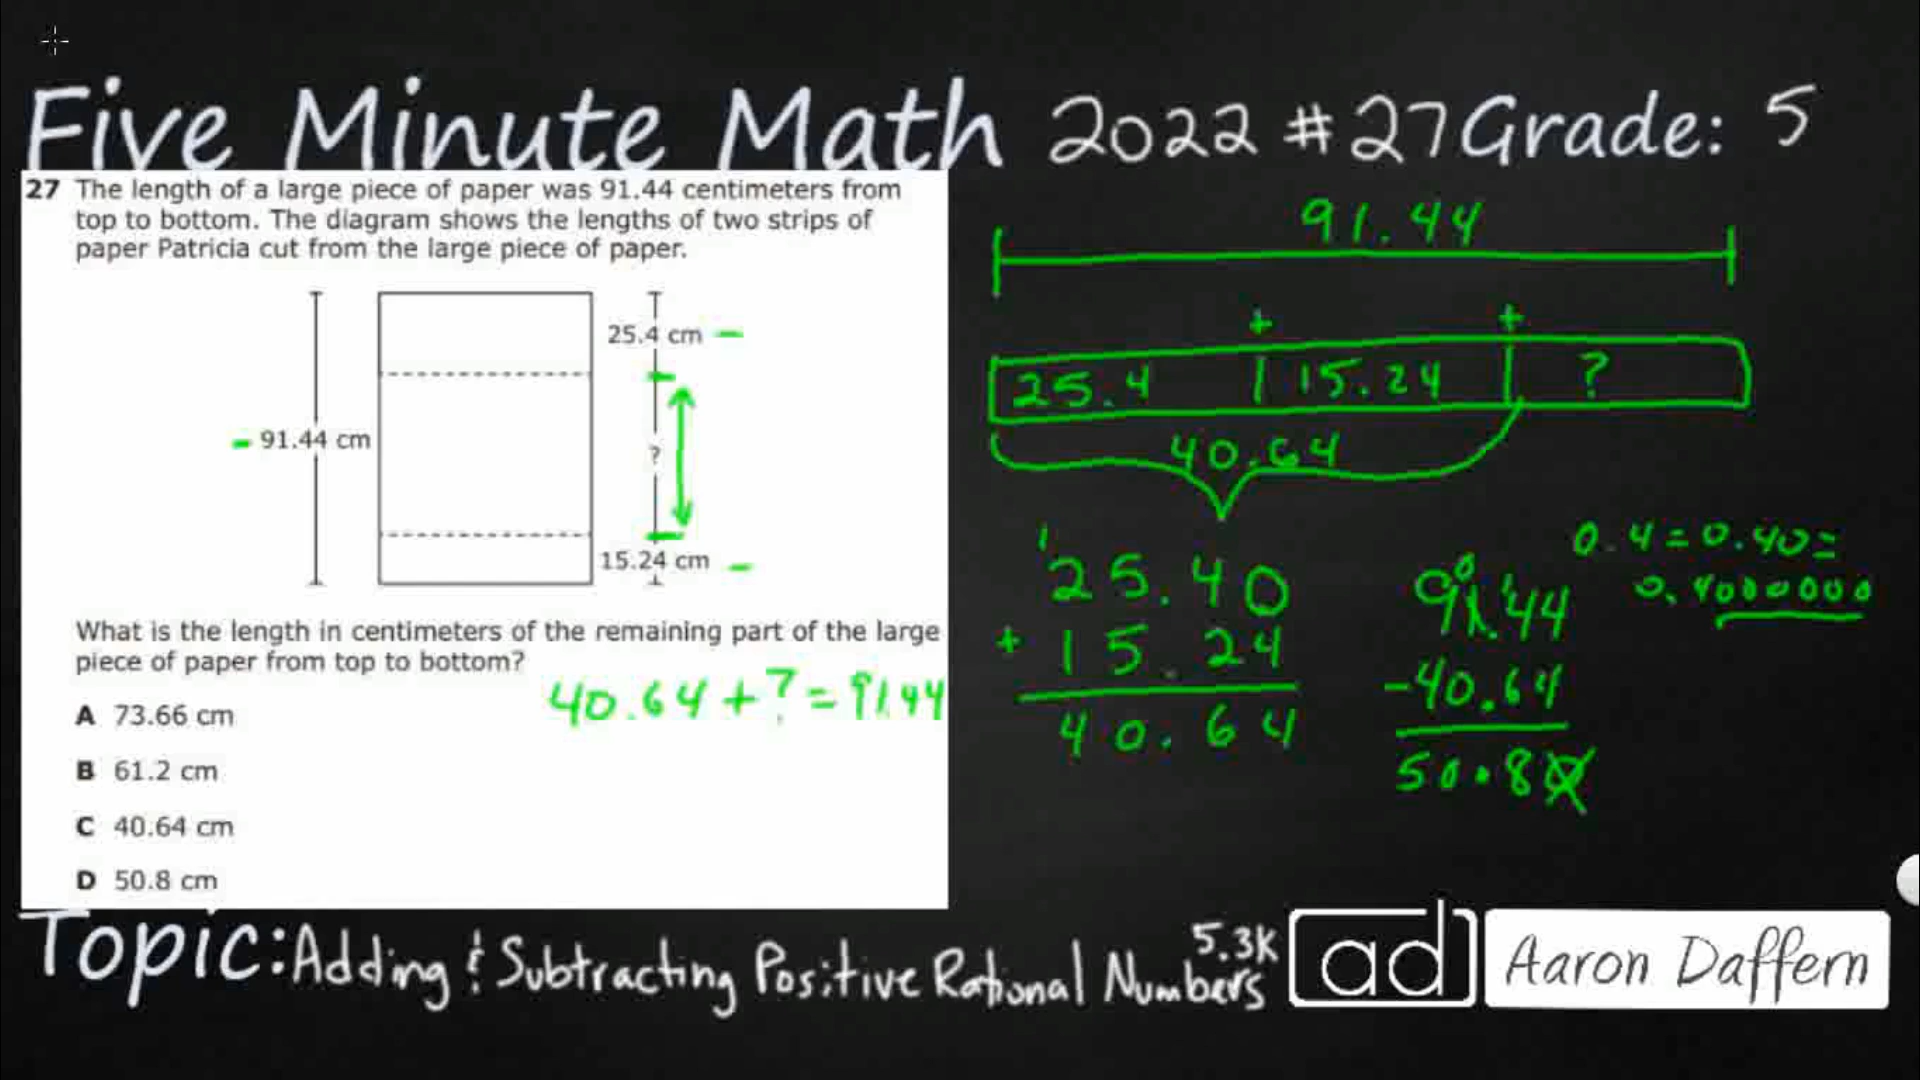 Five Minute Math 2022 #27 Grade: 5
27 The length of a large piece of paper was 91.44 centimeters from
top to bottom. The diagram shows the lengths of two strips of
paper Patricia cut from the large piece of paper.
25.4 cm
91.44 cm
?
15.24 cm
What is the length in centimeters of the remaining part of the large
piece of paper from top to bottom?
40.64 + ? = 91.44
A 73.66 cm
B 61.2 cm
C 40.64 cm
D 50.8 cm
91.44
+ +
25.4 15.24 ?
40.64
1
25.40
+ 15.24
40.64
0 1
91.44
- 40.64
50.80
0.4 = 0.40 =
0.4000000
Topic: Adding & Subtracting Positive Rational Numbers 5.3K
ad Aaron Daffern